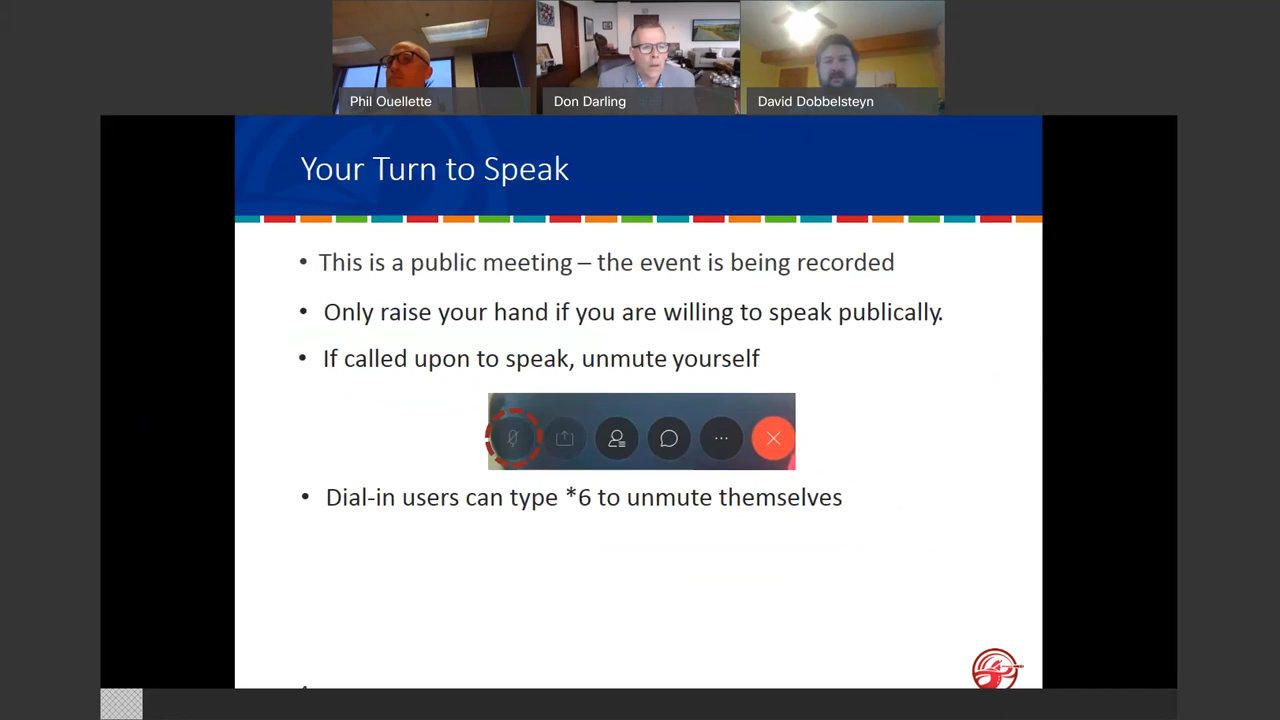 Phil Ouellette
Don Darling
David Dobbelsteyn
Your Turn to Speak
• This is a public meeting – the event is being recorded
• Only raise your hand if you are willing to speak publically.
• If called upon to speak, unmute yourself
• Dial-in users can type *6 to unmute themselves